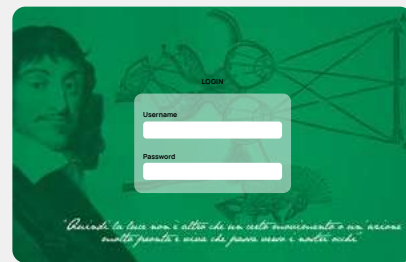 LOGIN
Username
Password
"Quindi la luce non è altro che un certo movimento o un'azione
molto pronta e viva che passa verso i nostri occhi"